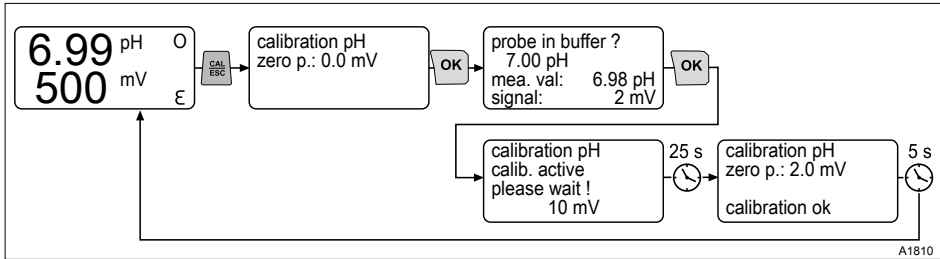 6.99 pH O
500 mV Ɛ
CAL
ESC
calibration pH
zero p.: 0.0 mV
OK
probe in buffer ?
7.00 pH
mea. val: 6.98 pH
signal: 2 mV
OK
calibration pH
calib. active
please wait !
10 mV
25 s
calibration pH
zero p.: 2.0 mV
calibration ok
5 s
A1810